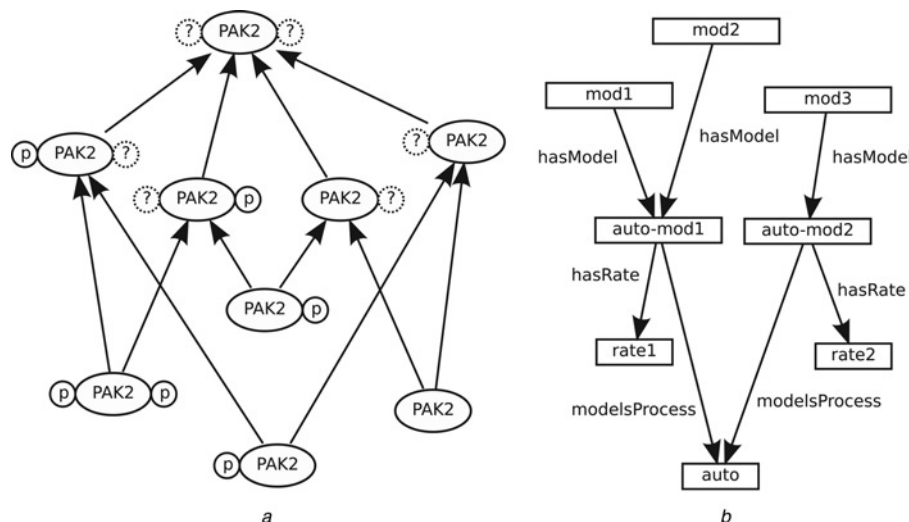 ? PAK2 ?
p PAK2 ?
? PAK2
? PAK2 p
PAK2 ?
PAK2 p
p PAK2 p
PAK2
p PAK2
a
mod2
mod1
mod3
hasModel
hasModel
hasModel
auto-mod1
auto-mod2
hasRate
hasRate
rate1
rate2
modelsProcess
modelsProcess
auto
b